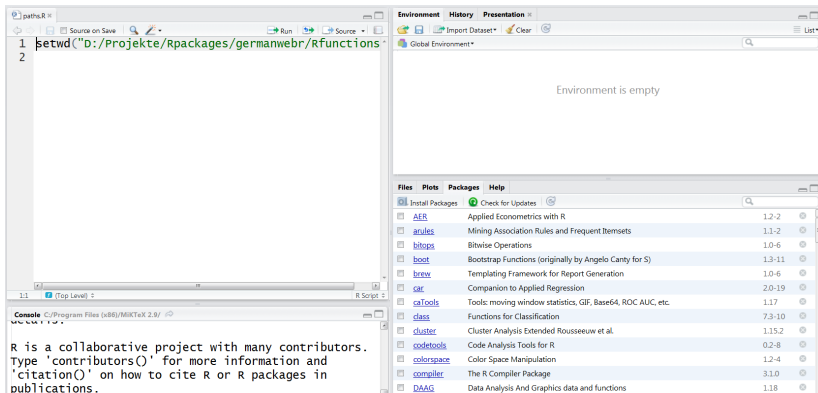 paths.R
Source on Save
Run
Source
1 setwd("D:/Projekte/Rpackages/germanwebr/Rfunctions
2
1:1 (Top Level) R Script
Console C:/Program Files (x86)/MiKTeX 2.9/
R is a collaborative project with many contributors.
Type 'contributors()' for more information and
'citation()' on how to cite R or R packages in
publications.
Environment History Presentation
Import Dataset Clear List
Global Environment
Environment is empty
Files Plots Packages Help
Install Packages Check for Updates
AER Applied Econometrics with R 1.2-2
arules Mining Association Rules and Frequent Itemsets 1.1-2
bitops Bitwise Operations 1.0-6
boot Bootstrap Functions (originally by Angelo Canty for S) 1.3-11
brew Templating Framework for Report Generation 1.0-6
car Companion to Applied Regression 2.0-19
caTools Tools: moving window statistics, GIF, Base64, ROC AUC, etc. 1.17
class Functions for Classification 7.3-10
cluster Cluster Analysis Extended Rousseeuw et al. 1.15.2
codetools Code Analysis Tools for R 0.2-8
colorspace Color Space Manipulation 1.2-4
compiler The R Compiler Package 3.1.0
DAAG Data Analysis And Graphics data and functions 1.18